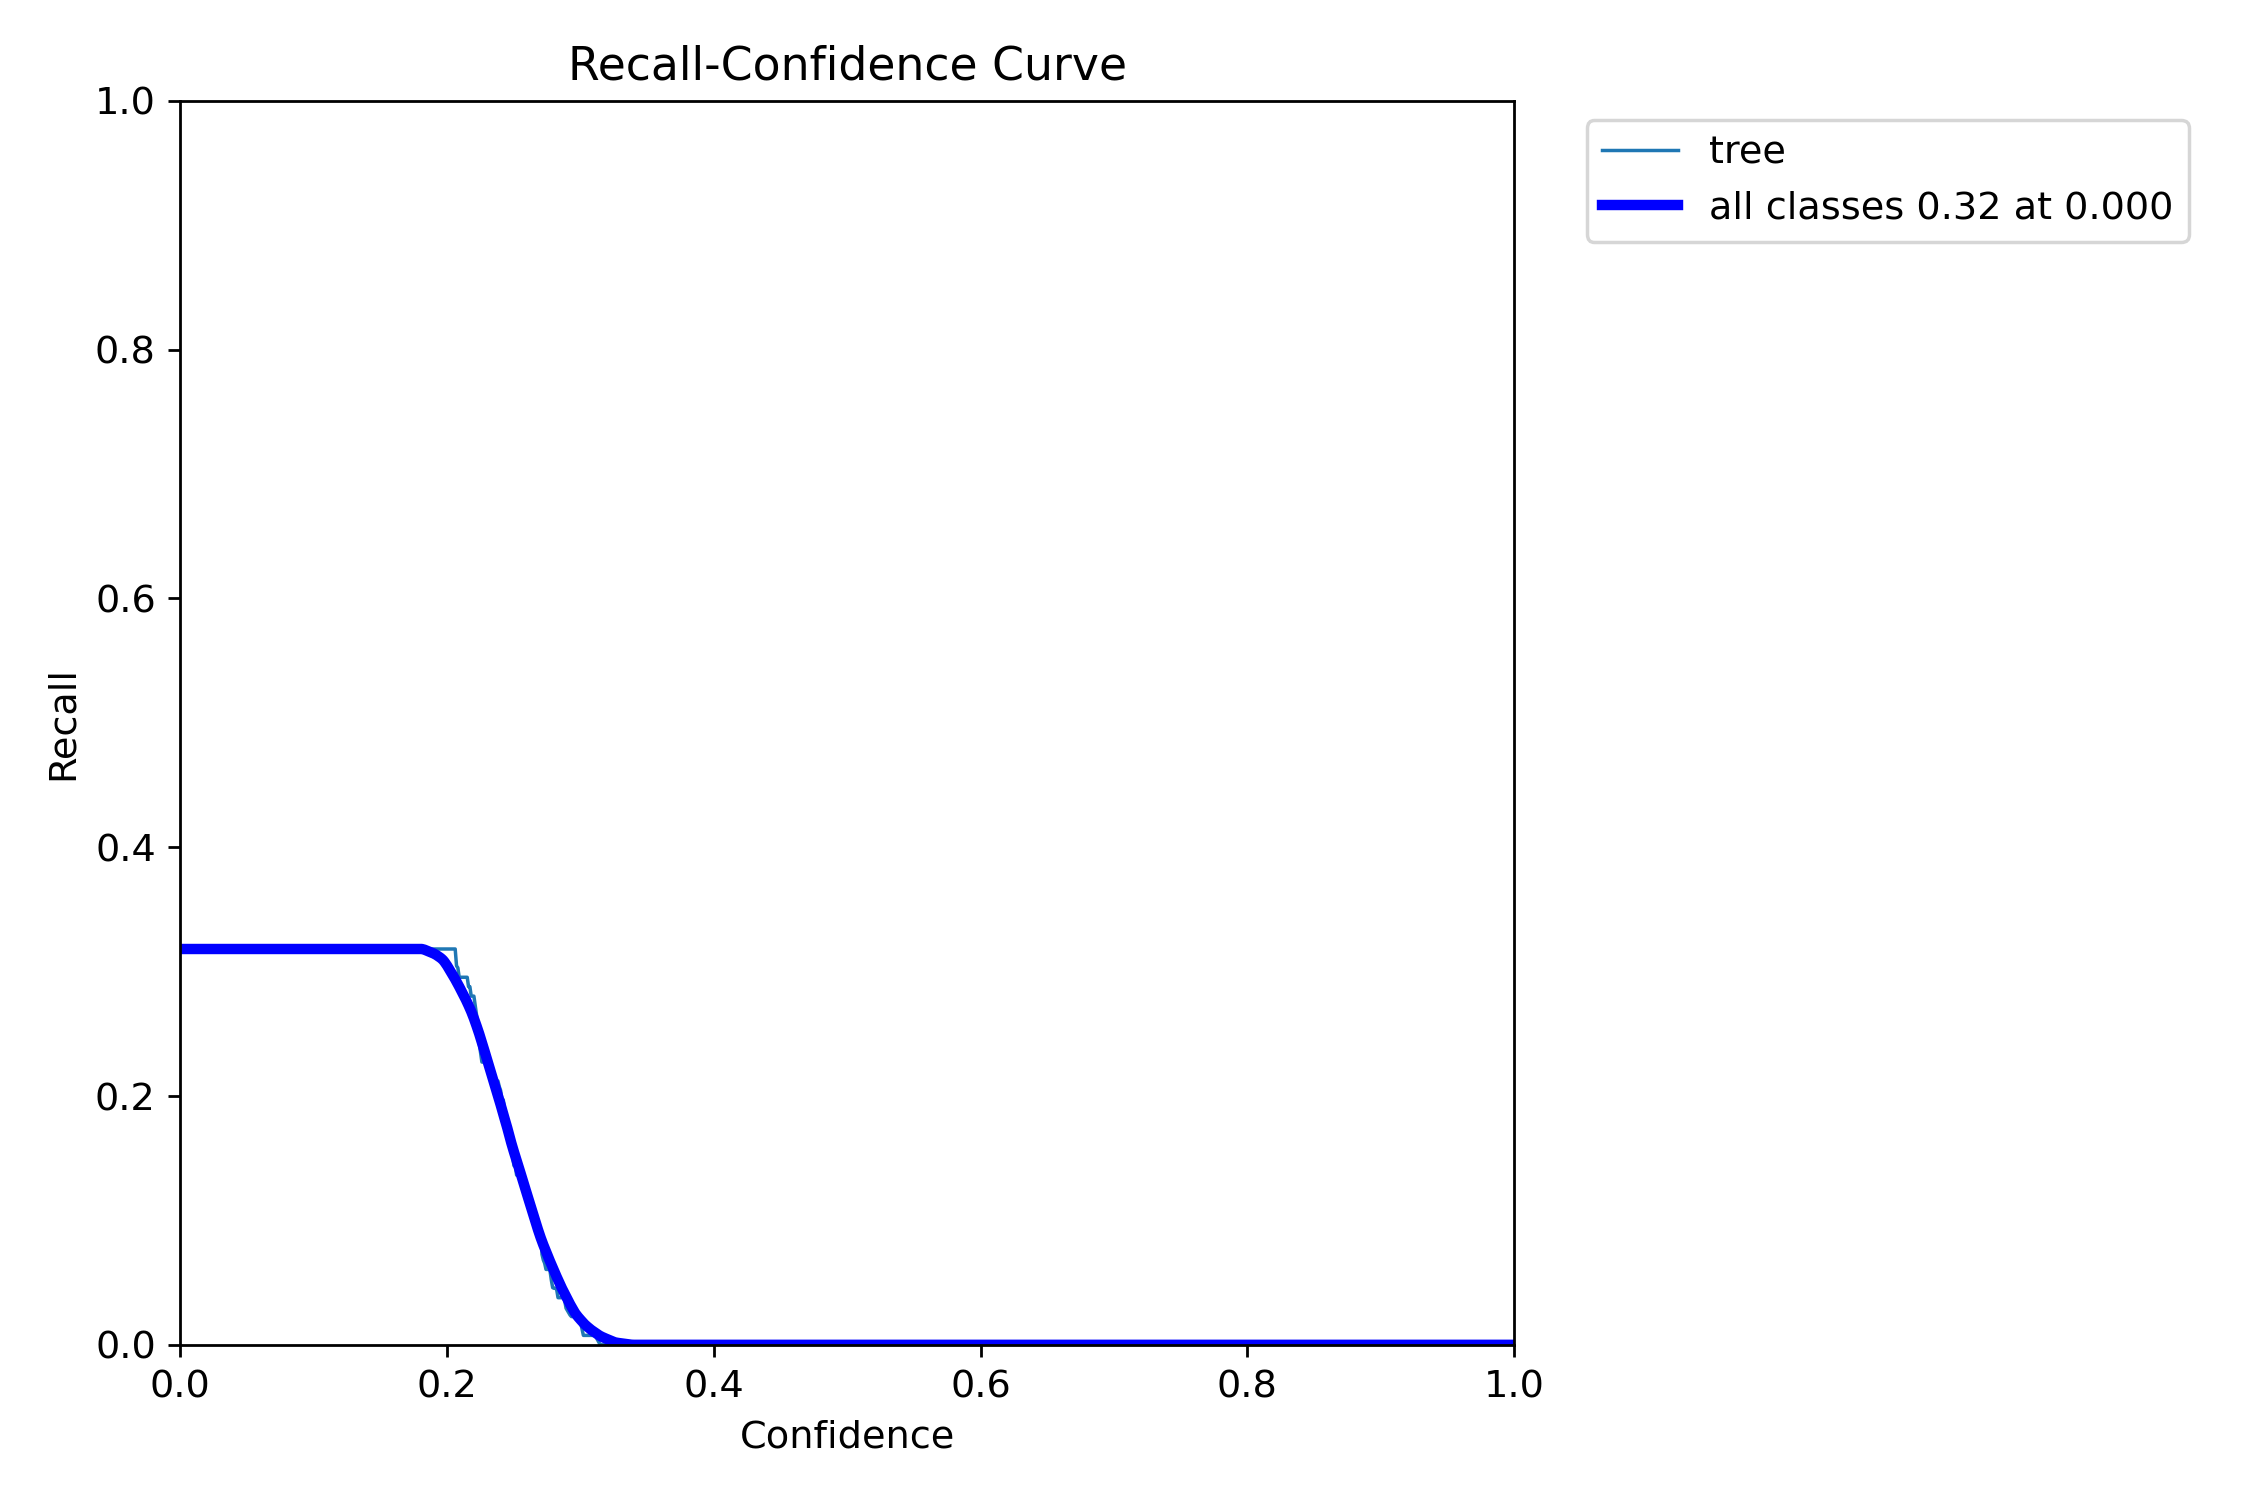 Recall-Confidence Curve
1.0
0.8
0.6
0.4
0.2
0.0
Recall
0.0 0.2 0.4 0.6 0.8 1.0
Confidence
tree
all classes 0.32 at 0.000